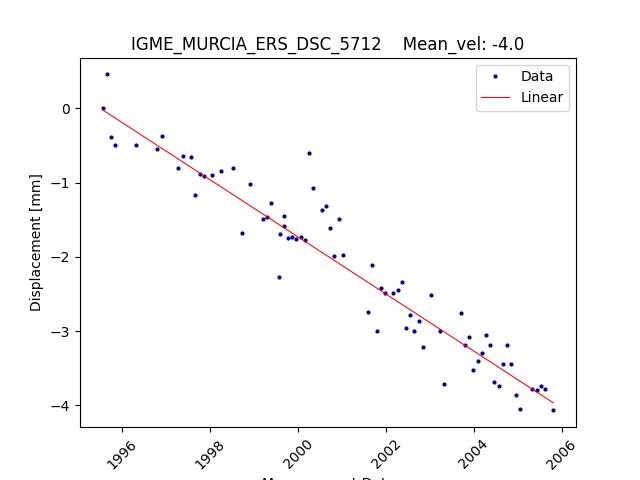 IGME_MURCIA_ERS_DSC_5712 Mean_vel: -4.0
Data
Linear
Displacement [mm]
0
−1
−2
−3
−4
1996
1998
2000
2002
2004
2006